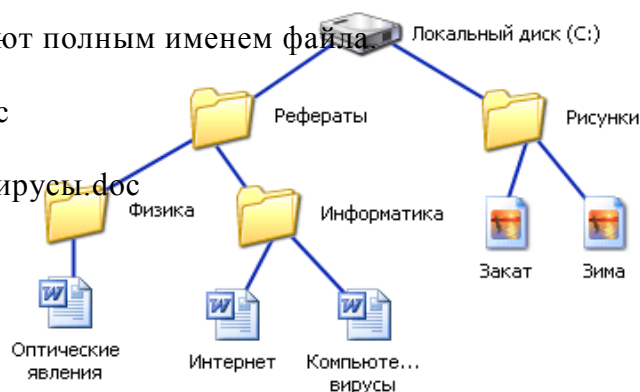 ют полным именем файла.
Локальный диск (C:)
с
Рефераты
Рисунки
ирусы.doc
Физика
Информатика
Закат
Зима
Оптические
явления
Интернет
Компьюте...
вирусы